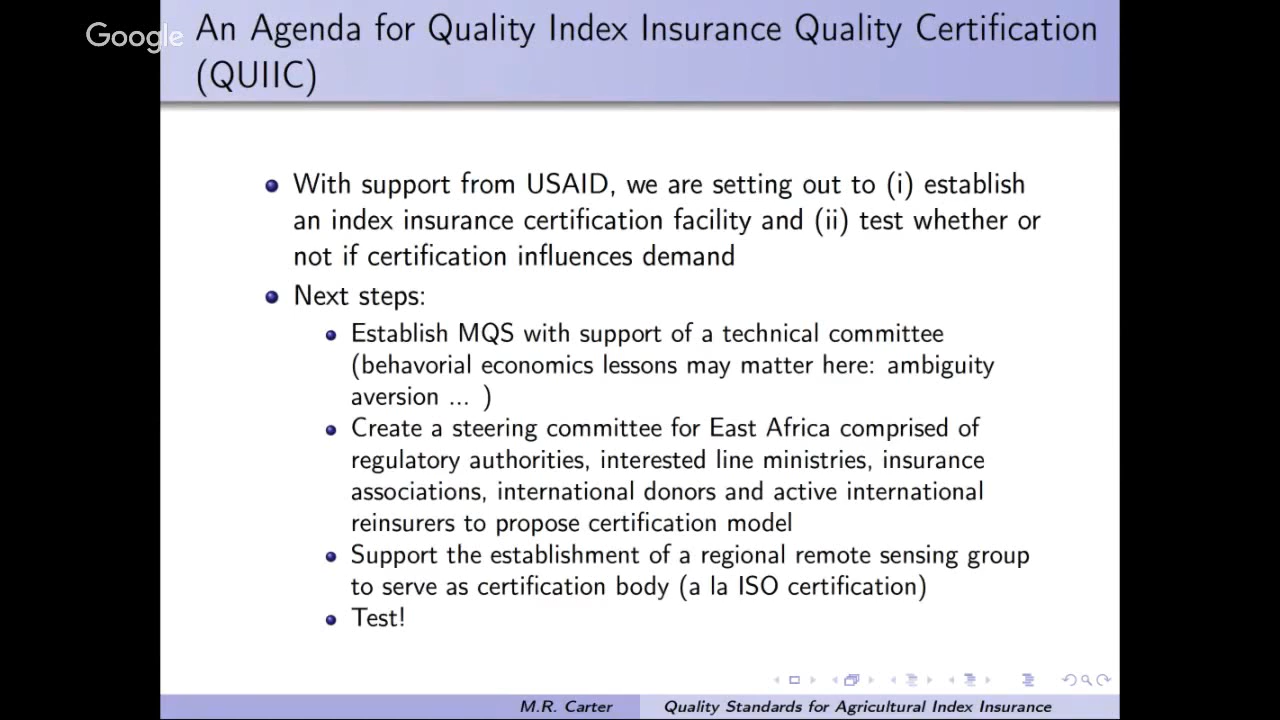 Google
An Agenda for Quality Index Insurance Quality Certification
(QUIIC)
With support from USAID, we are setting out to (i) establish
an index insurance certification facility and (ii) test whether or
not if certification influences demand
Next steps:
Establish MQS with support of a technical committee
(behavorial economics lessons may matter here: ambiguity
aversion ... )
Create a steering committee for East Africa comprised of
regulatory authorities, interested line ministries, insurance
associations, international donors and active international
reinsurers to propose certification model
Support the establishment of a regional remote sensing group
to serve as certification body (a la ISO certification)
Test!
M.R. Carter
Quality Standards for Agricultural Index Insurance